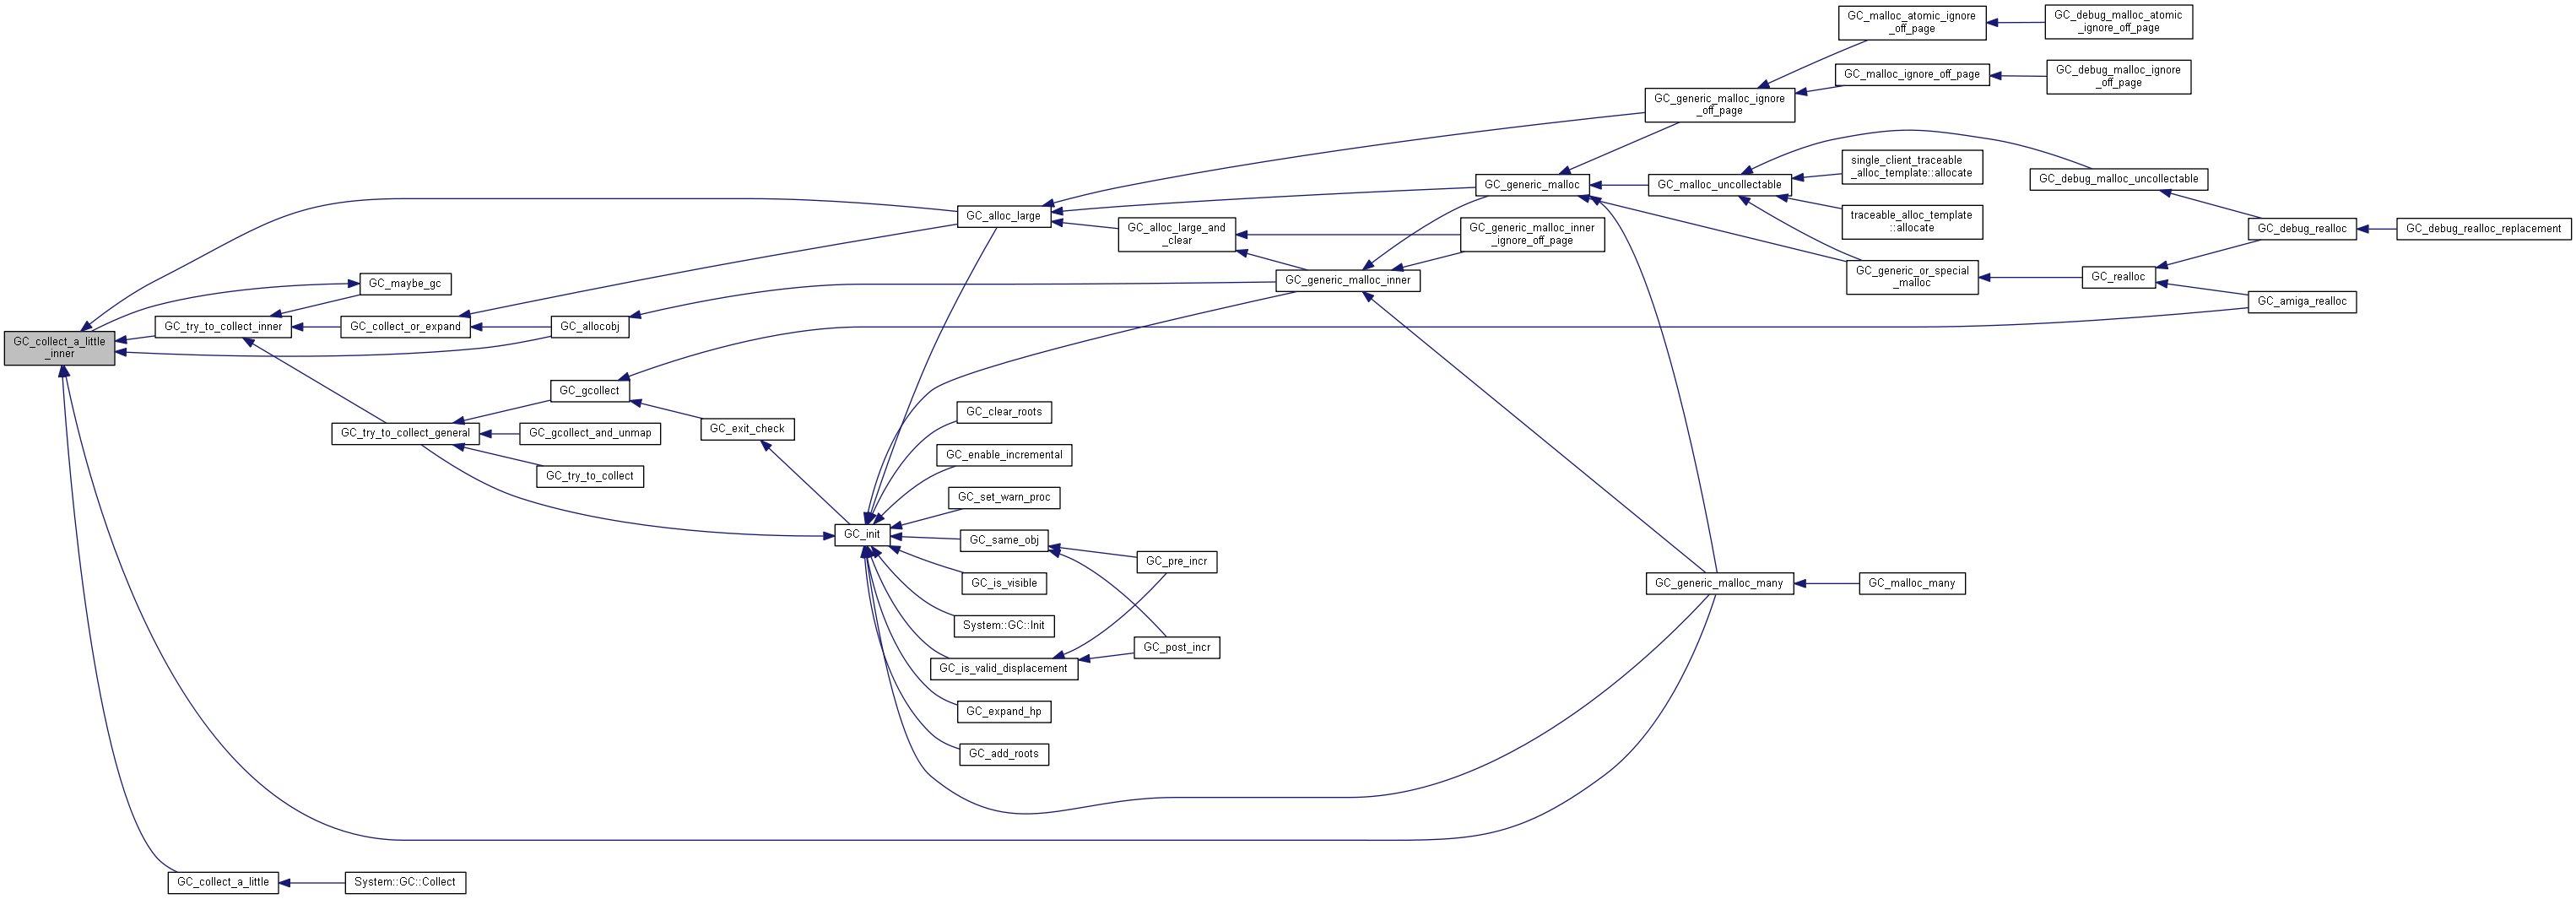 GC_malloc_atomic_ignore
_off_page
GC_debug_malloc_atomic
_ignore_off_page
GC_malloc_ignore_off_page
GC_debug_malloc_ignore
_off_page
GC_generic_malloc_ignore
_off_page
single_client_traceable
_alloc_template::allocate
GC_generic_malloc
GC_malloc_uncollectable
GC_debug_malloc_uncollectable
traceable_alloc_template
::allocate
GC_alloc_large
GC_alloc_large_and
_clear
GC_generic_malloc_inner
_ignore_off_page
GC_debug_realloc
GC_debug_realloc_replacement
GC_maybe_gc
GC_generic_malloc_inner
GC_generic_or_special
_malloc
GC_realloc
GC_amiga_realloc
GC_try_to_collect_inner
GC_collect_or_expand
GC_allocobj
GC_collect_a_little
_inner
GC_gcollect
GC_clear_roots
GC_try_to_collect_general
GC_gcollect_and_unmap
GC_exit_check
GC_enable_incremental
GC_try_to_collect
GC_set_warn_proc
GC_init
GC_same_obj
GC_pre_incr
GC_is_visible
GC_generic_malloc_many
GC_malloc_many
System::GC::Init
GC_post_incr
GC_is_valid_displacement
GC_expand_hp
GC_add_roots
GC_collect_a_little
System::GC::Collect